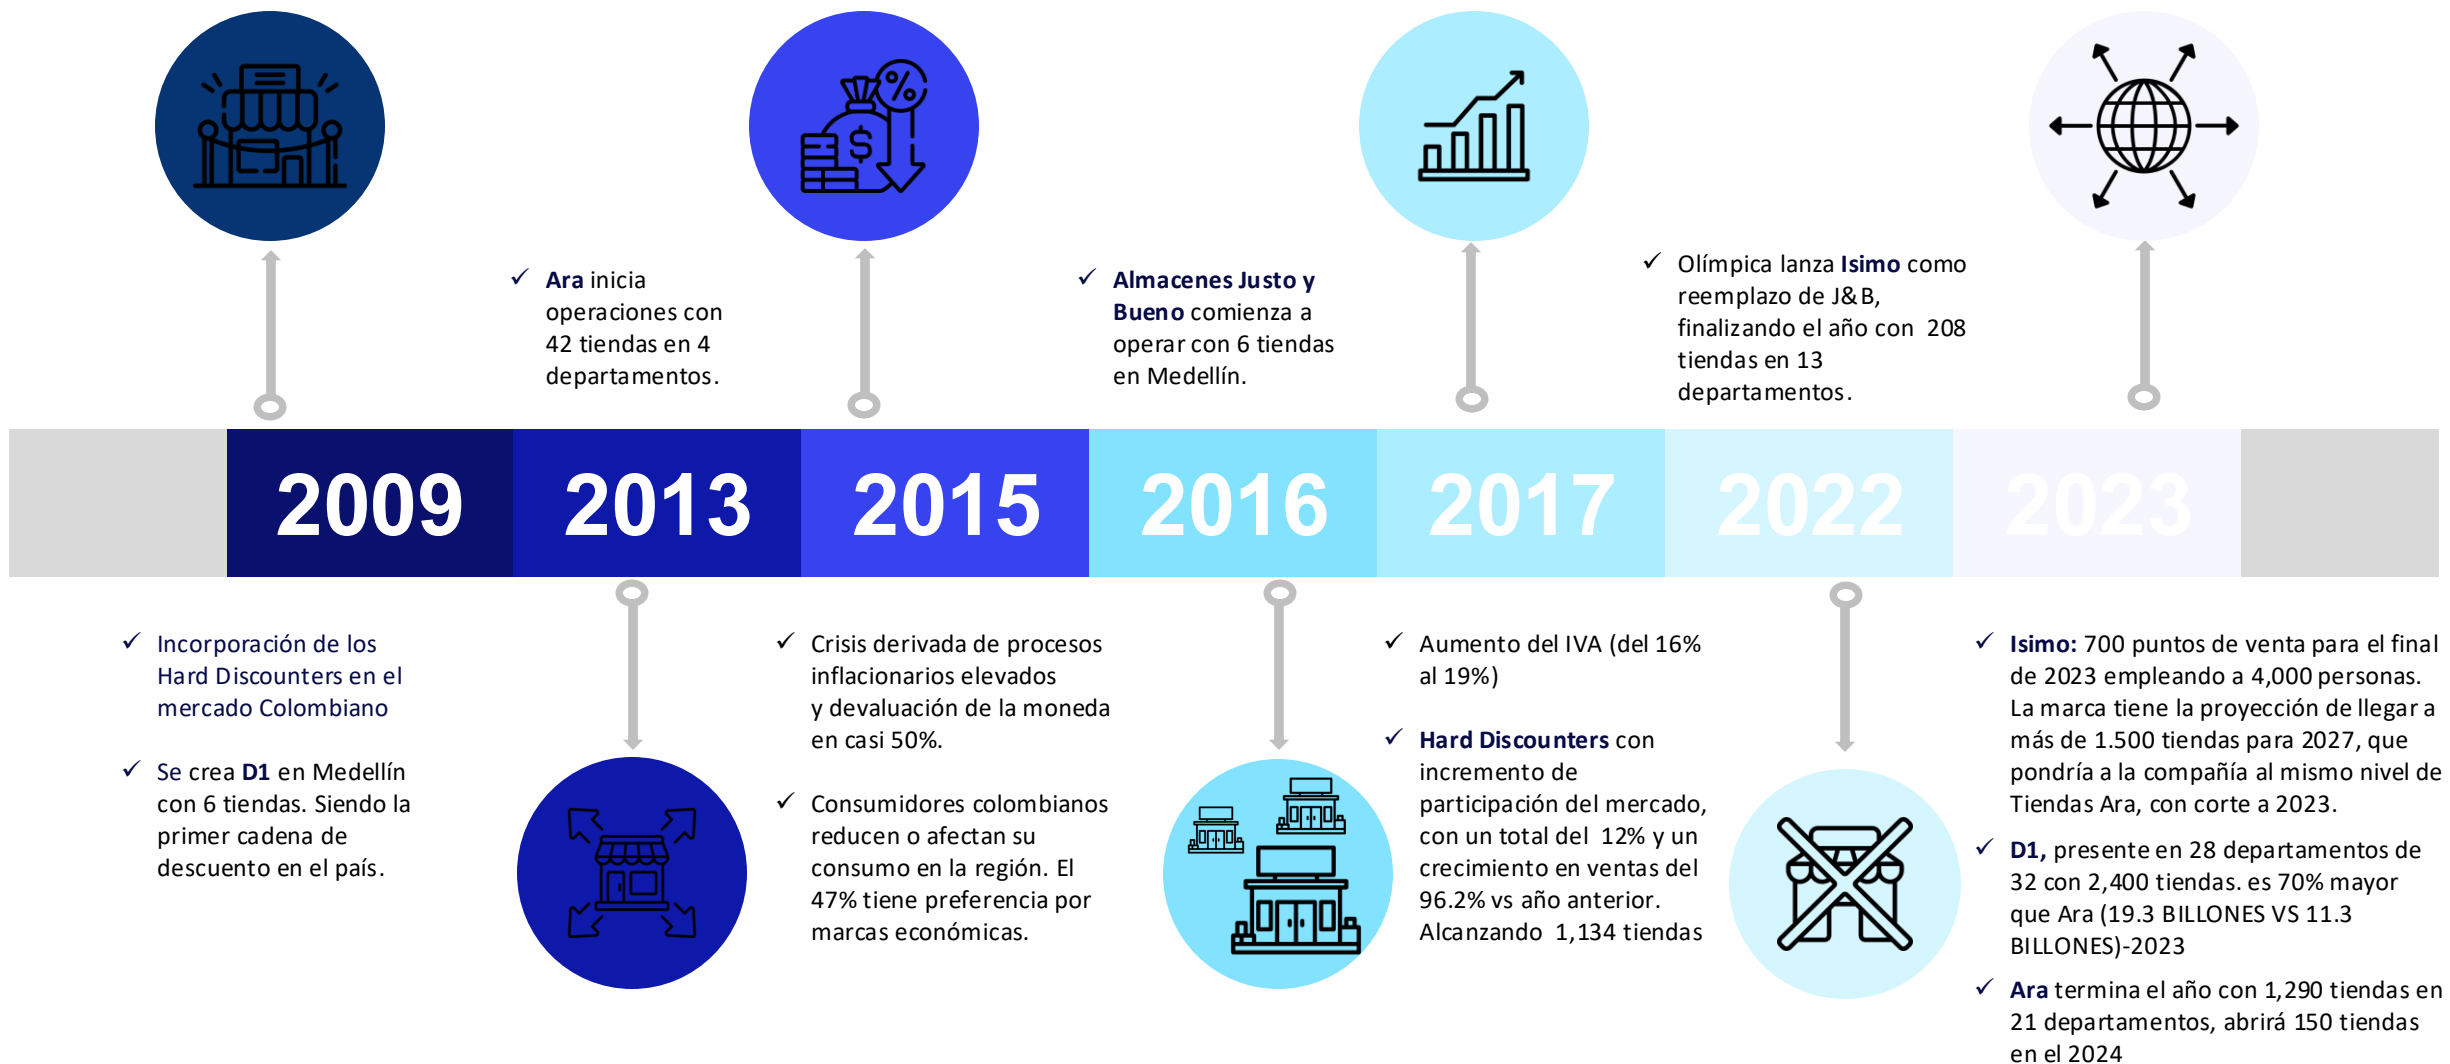 ✓ Ara inicia
operaciones con
42 tiendas en 4
departamentos.
✓ Almacenes Justo y
Bueno comienza a
operar con 6 tiendas
en Medellín.
✓ Olímpica lanza Isimo como
reemplazo de J&B,
finalizando el año con 208
tiendas en 13
departamentos.
2009 2013 2015 2016 2017 2022 2023
✓ Incorporación de los
Hard Discounters en el
mercado Colombiano
✓ Se crea D1 en Medellín
con 6 tiendas. Siendo la
primer cadena de
descuento en el país.
✓ Crisis derivada de procesos
inflacionarios elevados
y devaluación de la moneda
en casi 50%.
✓ Consumidores colombianos
reducen o afectan su
consumo en la región. El
47% tiene preferencia por
marcas económicas.
✓ Aumento del IVA (del 16%
al 19%)
✓ Hard Discounters con
incremento de
participación del mercado,
con un total del 12% y un
crecimiento en ventas del
96.2% vs año anterior.
Alcanzando 1,134 tiendas
✓ Isimo: 700 puntos de venta para el final
de 2023 empleando a 4,000 personas.
La marca tiene la proyección de llegar a
más de 1.500 tiendas para 2027, que
pondría a la compañía al mismo nivel de
Tiendas Ara, con corte a 2023.
✓ D1, presente en 28 departamentos de
32 con 2,400 tiendas. es 70% mayor
que Ara (19.3 BILLONES VS 11.3
BILLONES)-2023
✓ Ara termina el año con 1,290 tiendas en
21 departamentos, abrirá 150 tiendas
en el 2024